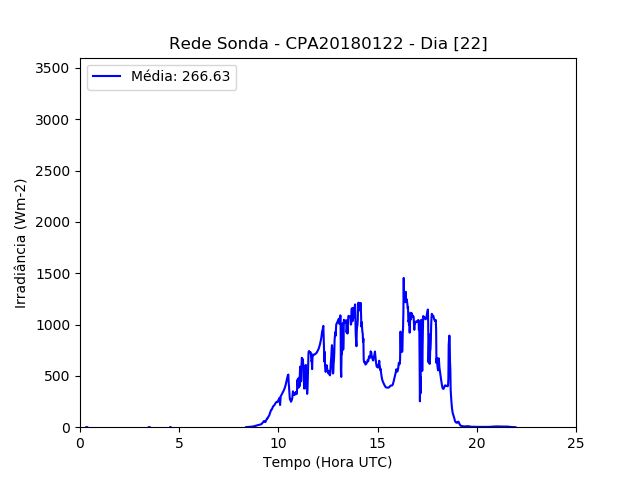 Rede Sonda - CPA20180122 - Dia [22]
Média: 266.63
Irradiância (Wm-2)
3500
3000
2500
2000
1500
1000
500
0
0 5 10 15 20 25
Tempo (Hora UTC)